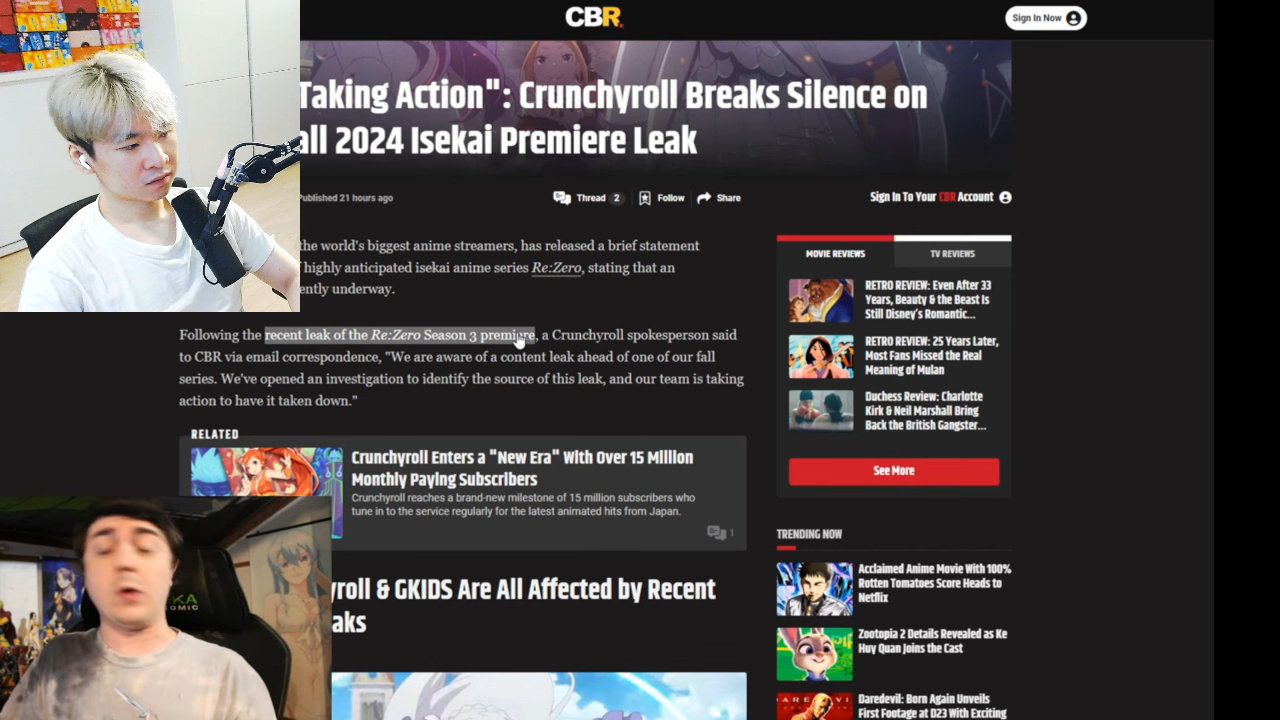 CBR.
Sign In Now
Taking Action": Crunchyroll Breaks Silence on
all 2024 Isekai Premiere Leak
Published 21 hours ago
Thread 2
Follow
Share
Sign In To Your CBR Account
the world's biggest anime streamers, has released a brief statement
highly anticipated isekai anime series Re:Zero, stating that an
ently underway.
Following the recent leak of the Re:Zero Season 3 premiere, a Crunchyroll spokesperson said
to CBR via email correspondence, "We are aware of a content leak ahead of one of our fall
series. We've opened an investigation to identify the source of this leak, and our team is taking
action to have it taken down."
RELATED
Crunchyroll Enters a "New Era" With Over 15 Million
Monthly Paying Subscribers
Crunchyroll reaches a brand-new milestone of 15 million subscribers who
tune in to the service regularly for the latest animated hits from Japan.
1
yroll & GKIDS Are All Affected by Recent
aks
MOVIE REVIEWS
TV REVIEWS
RETRO REVIEW: Even After 33
Years, Beauty & the Beast Is
Still Disney's Romantic...
RETRO REVIEW: 25 Years Later,
Most Fans Missed the Real
Meaning of Mulan
Duchess Review: Charlotte
Kirk & Neil Marshall Bring
Back the British Gangster...
See More
TRENDING NOW
Acclaimed Anime Movie With 100%
Rotten Tomatoes Score Heads to
Netflix
Zootopia 2 Details Revealed as Ke
Huy Quan Joins the Cast
Daredevil: Born Again Unveils
First Footage at D23 With Exciting